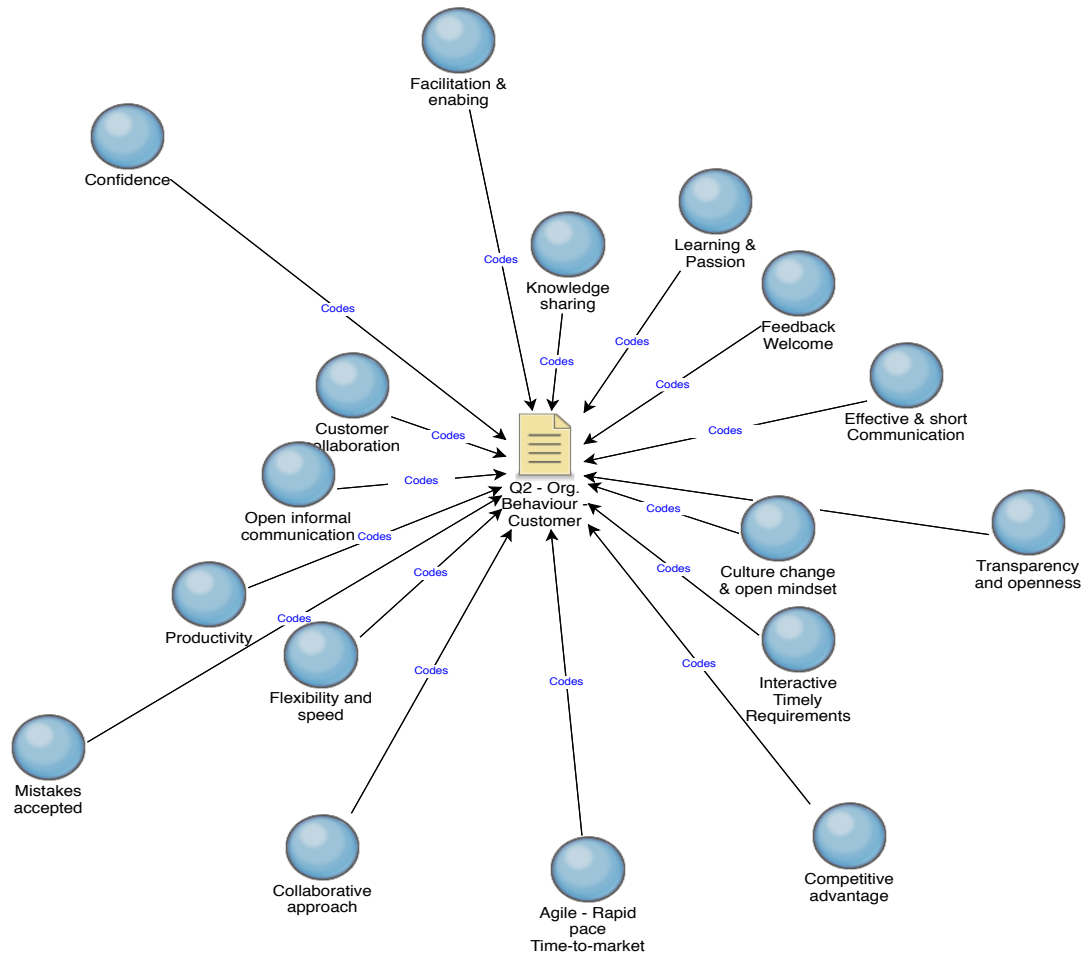 Facilitation &
enabing
Confidence
Learning &
Passion
Codes
Knowledge
sharing
Codes
Feedback
Welcome
Codes
Codes
Codes
Effective & short
Communication
Customer
ollaboration
Codes
Codes
Codes
Q2 - Org.
Behaviour -
Customer
Open informal
communication
Codes
Codes
Culture change
& open mindset
Transparency
and openness
Codes
Codes
Productivity
Codes
Flexibility and
speed
Interactive
Timely
Requirements
Codes
Codes
Codes
Mistakes
accepted
Collaborative
approach
Competitive
advantage
Agile - Rapid
pace
Time-to-market